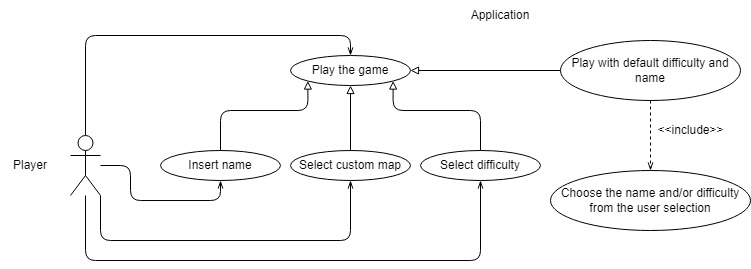 Application
Play the game
Play with default difficulty and
name
<<include>>
Player
Insert name
Select custom map
Select difficulty
Choose the name and/or difficulty
from the user selection